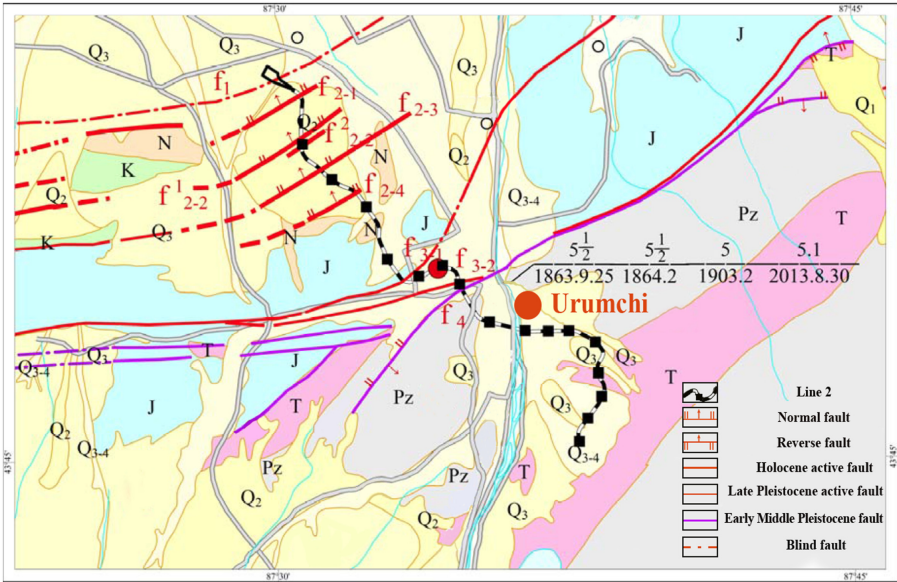 87°30′ 87°45′
Q3 Q3 Q3 J T
f1 f2-1 Q2 f2-2 f2-3 Q1
N N Q2 J
K
Q2 f1 2-2 f2-4 Q3-4
Q3 N N J Pz T
K
J f3-1 f3-2
5 1/2 5 1/2 5 5.1
1863.9.25 1864.2 1903.2 2013.8.30
Urumchi
f4
Q3 T J Q3 Q3
Q3-4
J T Pz Q3 T
Q3
Q2 Q3-4 Q3-4
Pz Pz T
Q2 Q3
Q2
43°45′ 43°45′
Line 2
Normal fault
Reverse fault
Holocene active fault
Late Pleistocene active fault
Early Middle Pleistocene fault
Blind fault
87°30′ 87°45′